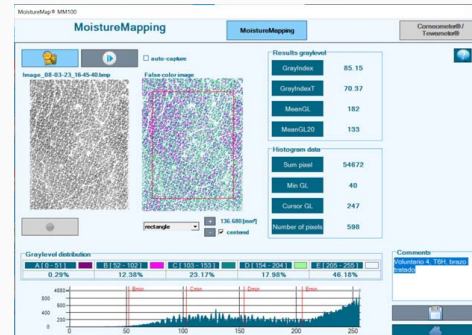 MoistureMap® MM100
MoistureMapping
MoistureMapping
Corneometer® /
Tewameter®
auto-capture
Image_08-03-23_16-45-40.bmp
False color image
rectangle
136.680 [mm²]
centered
Results graylevel
GrayIndex 85.15
GrayIndexT 70.37
MeanGL 182
MeanGL20 133
Histogram data
Sum pixel 54672
Min GL 40
Cursor GL 247
Number of pixels 598
Graylevel distribution
A [ 0 - 51 ] B [ 52 - 102 ] C [ 103 - 153 ] D [ 154 - 204 ] E [ 205 - 255 ]
0.29% 12.38% 23.17% 17.98% 46.18%
Comments
Voluntario 4. T6H. brazo
tratado
800
400
0
0 50 100 150 200 250